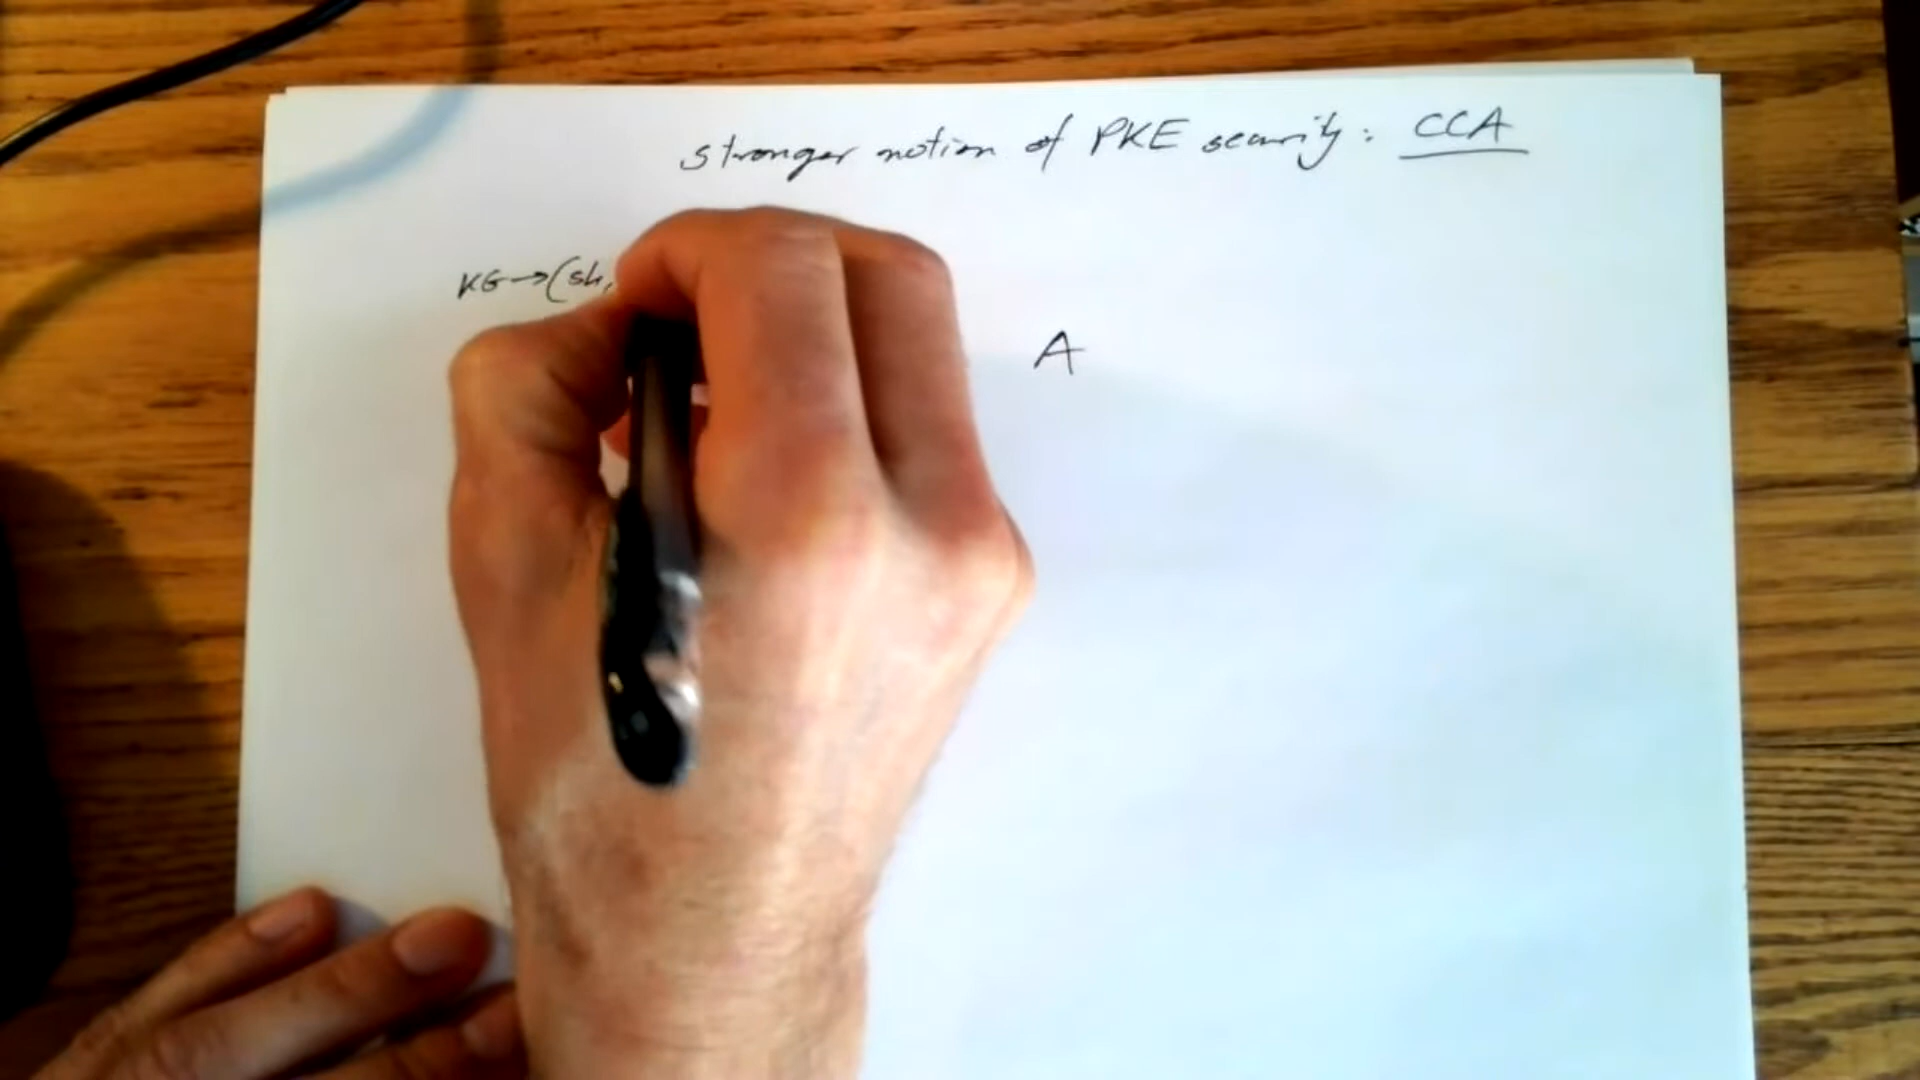 stronger notion of PKE security: CCA
KG→(sk,
A